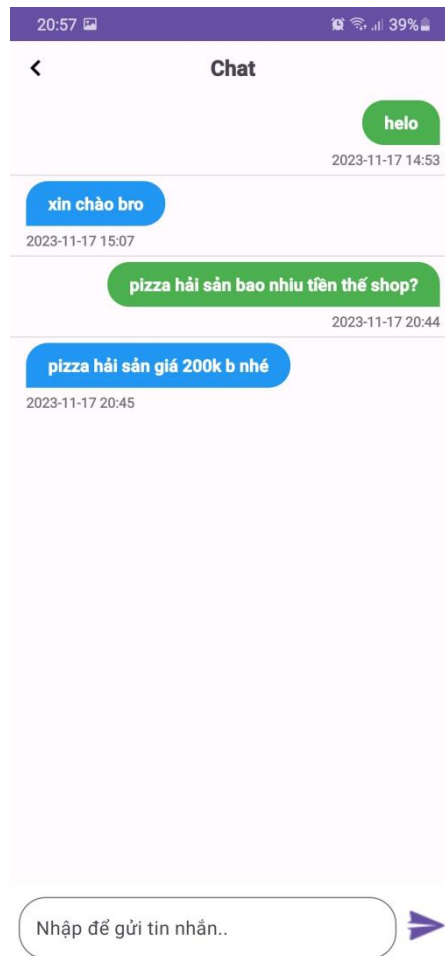 20:57 39%
Chat
helo
2023-11-17 14:53
xin chào bro
2023-11-17 15:07
pizza hải sản bao nhiu tiền thế shop?
2023-11-17 20:44
pizza hải sản giá 200k b nhé
2023-11-17 20:45
Nhập để gửi tin nhắn..